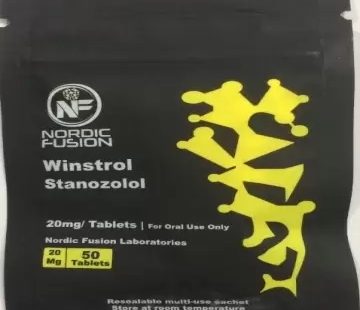 NF
NORDIC
FUSION
Winstrol
Stanozolol
20mg/ Tablets | For Oral Use Only
Nordic Fusion Laboratories
20 Mg 50 Tablets
Resealable multi-use sachet
Store at room temperature